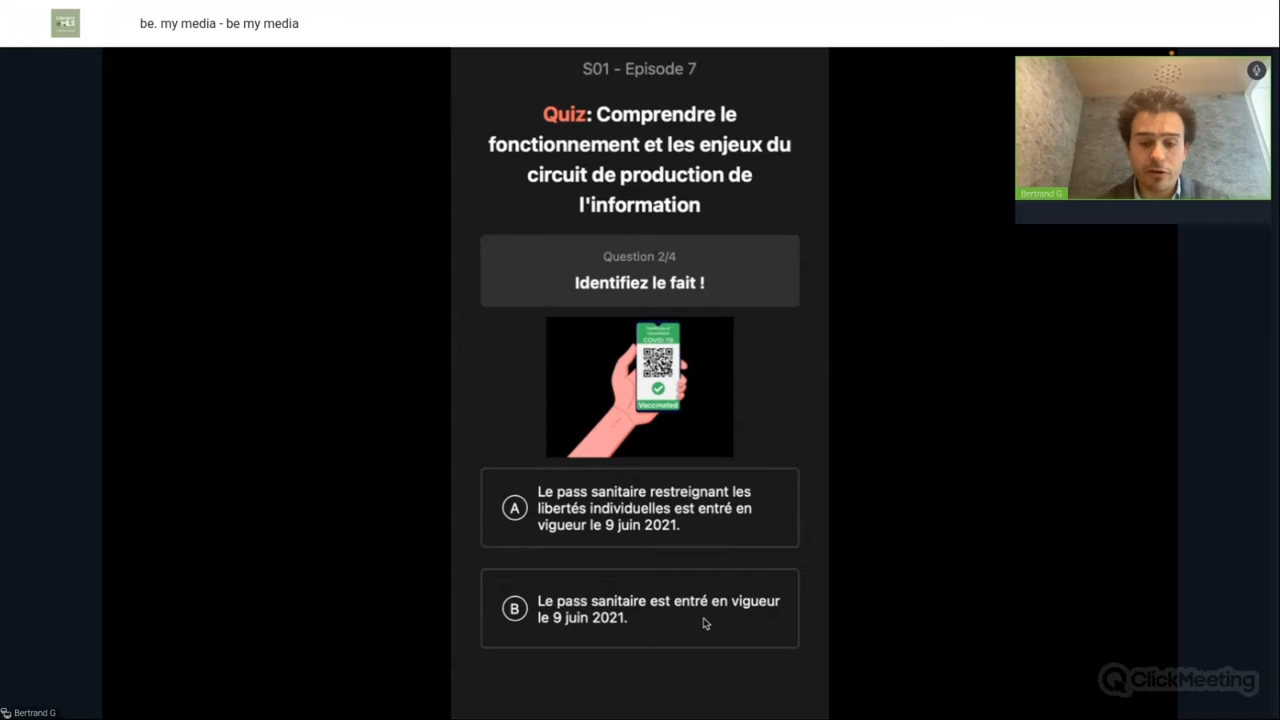 be. my media - be my media
S01 - Episode 7
Quiz: Comprendre le
fonctionnement et les enjeux du
circuit de production de
l'information
Question 2/4
Identifiez le fait !
COVID 19
Vaccinated
A
Le pass sanitaire restreignant les
libertés individuelles est entré en
vigueur le 9 juin 2021.
B
Le pass sanitaire est entré en vigueur
le 9 juin 2021.
Bertrand G
ClickMeeting
Bertrand G